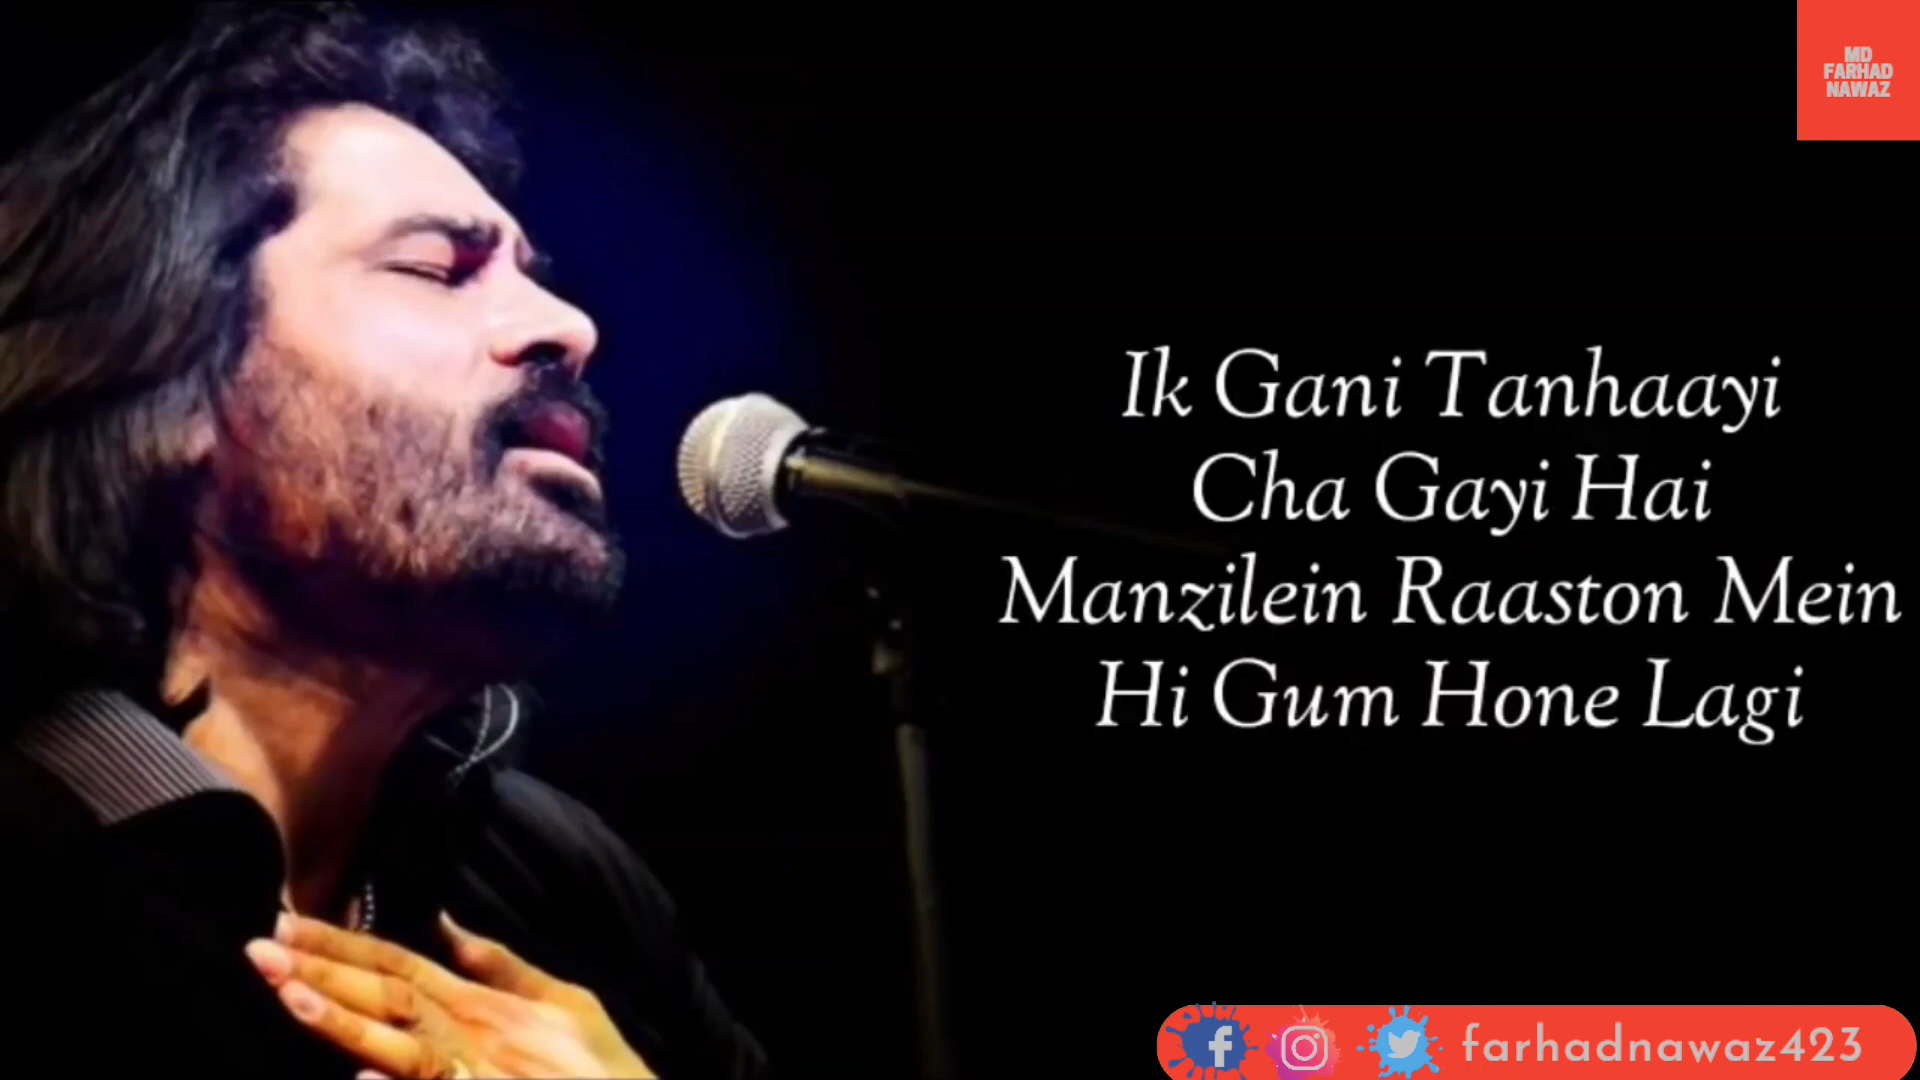 MD
FARHAD
NAWAZ
Ik Gani Tanhaayi
Cha Gayi Hai
Manzilein Raaston Mein
Hi Gum Hone Lagi
farhadnawaz423